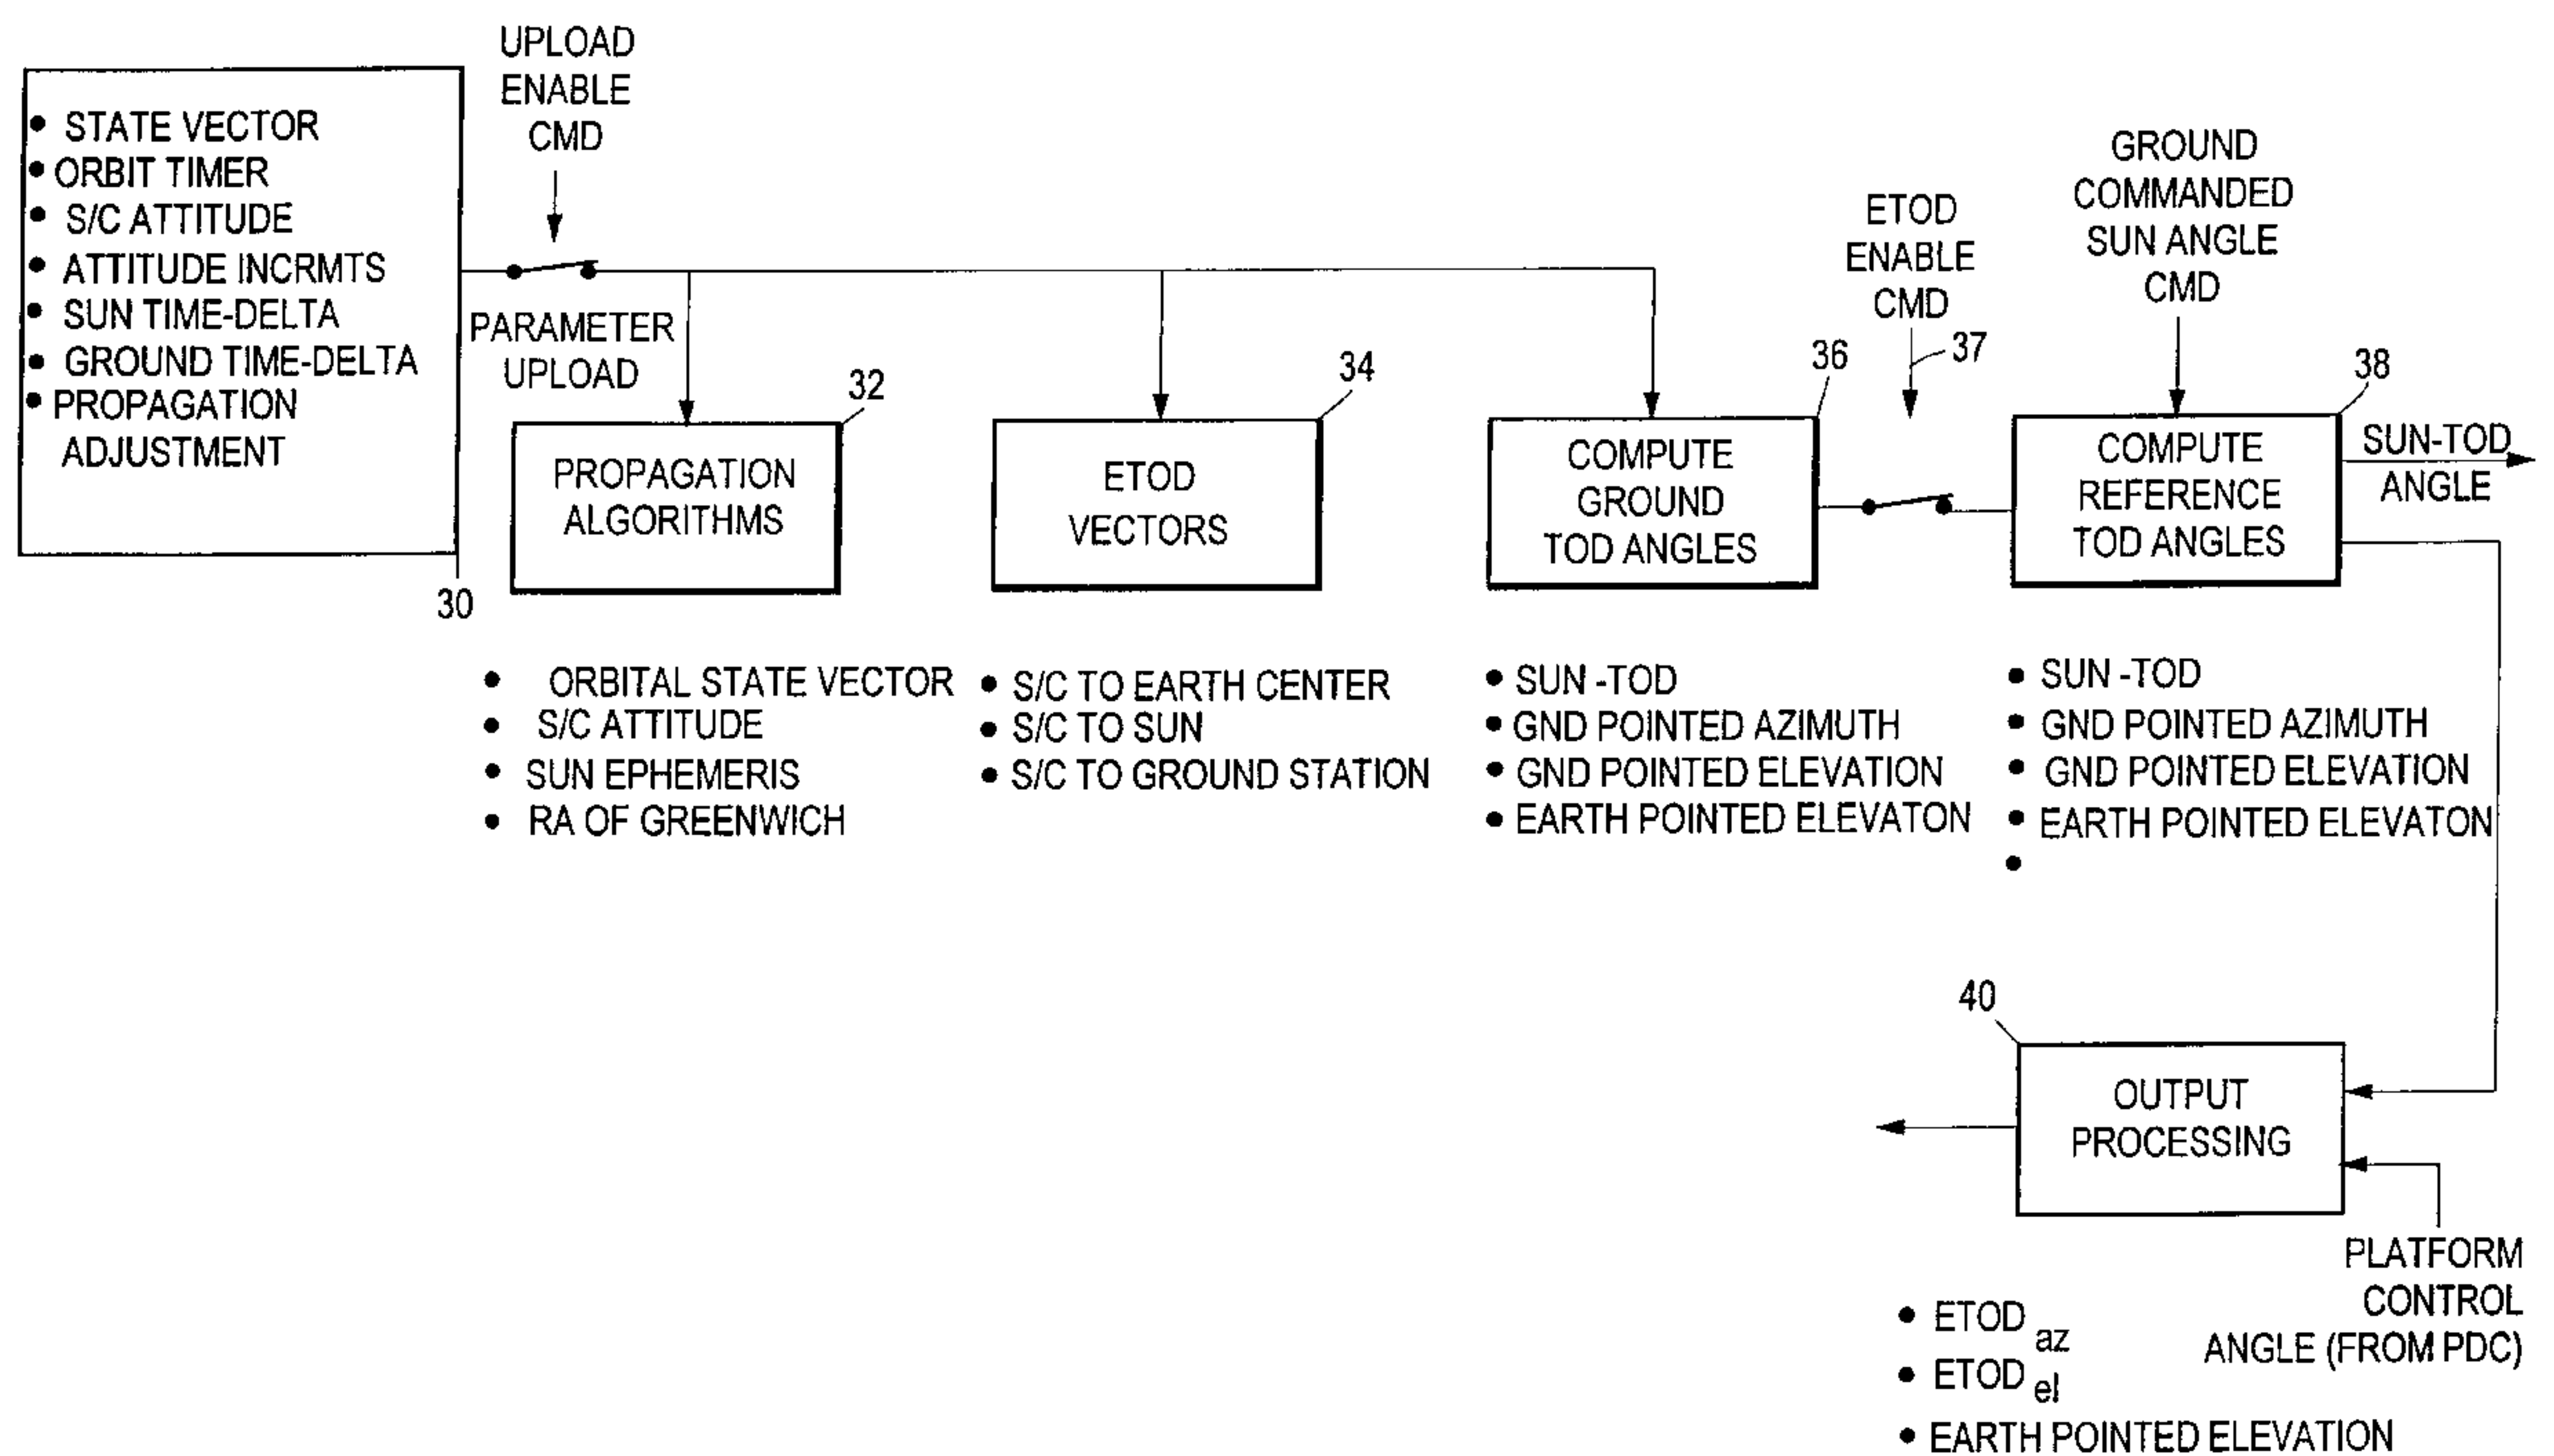 • STATE VECTOR
• ORBIT TIMER
• S/C ATTITUDE
• ATTITUDE INCRMTS
• SUN TIME-DELTA
• GROUND TIME-DELTA
• PROPAGATION
ADJUSTMENT
30
UPLOAD
ENABLE
CMD
PARAMETER
UPLOAD
32
PROPAGATION
ALGORITHMS
• ORBITAL STATE VECTOR
• S/C ATTITUDE
• SUN EPHEMERIS
• RA OF GREENWICH
34
ETOD
VECTORS
• S/C TO EARTH CENTER
• S/C TO SUN
• S/C TO GROUND STATION
36
COMPUTE
GROUND
TOD ANGLES
• SUN -TOD
• GND POINTED AZIMUTH
• GND POINTED ELEVATION
• EARTH POINTED ELEVATON
ETOD
ENABLE
CMD
37
GROUND
COMMANDED
SUN ANGLE
CMD
38
COMPUTE
REFERENCE
TOD ANGLES
SUN-TOD
ANGLE
• SUN -TOD
• GND POINTED AZIMUTH
• GND POINTED ELEVATION
• EARTH POINTED ELEVATON
•
40
OUTPUT
PROCESSING
PLATFORM
CONTROL
ANGLE (FROM PDC)
• ETOD az
• ETOD el
• EARTH POINTED ELEVATION